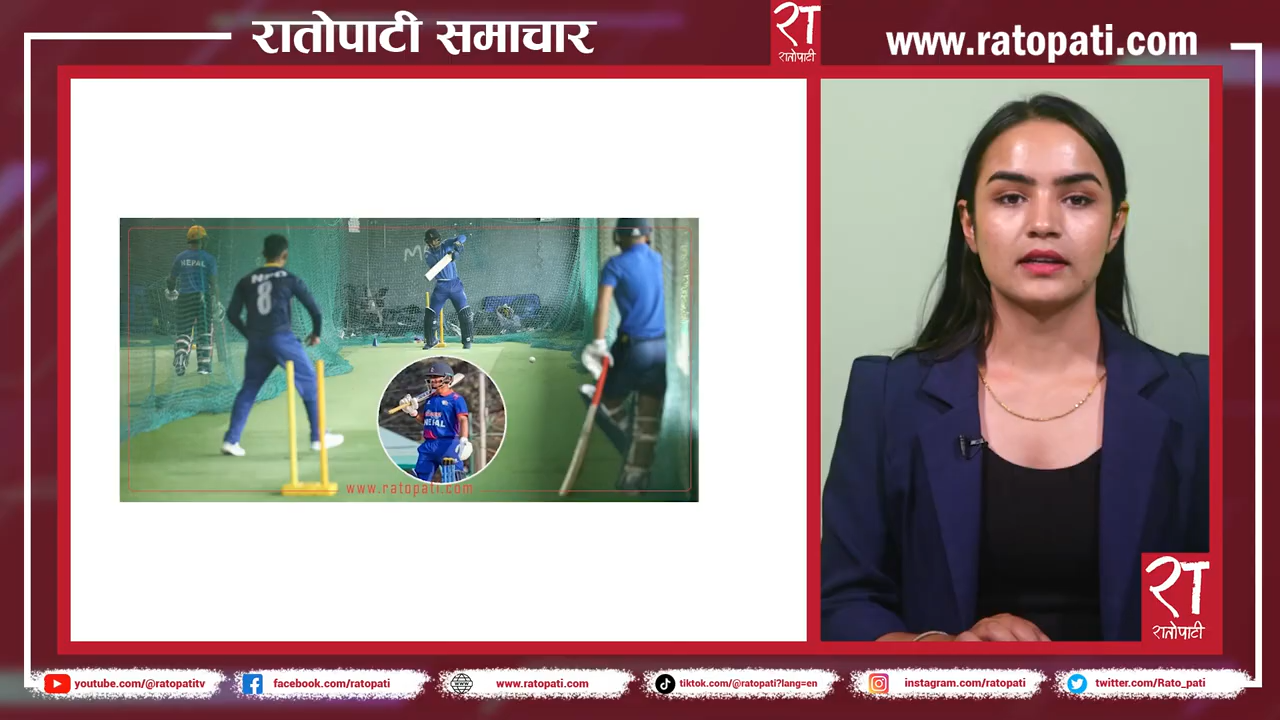 रातोपाटी समाचार
रा
रातोपाटी
www.ratopati.com
NEPAL
8
NEPAL
www.ratopati.com
रा
रातोपाटी
youtube.com/@ratopatitv
facebook.com/ratopati
www.ratopati.com
tiktok.com/@ratopati?lang=en
instagram.com/ratopati
twitter.com/Rato_pati